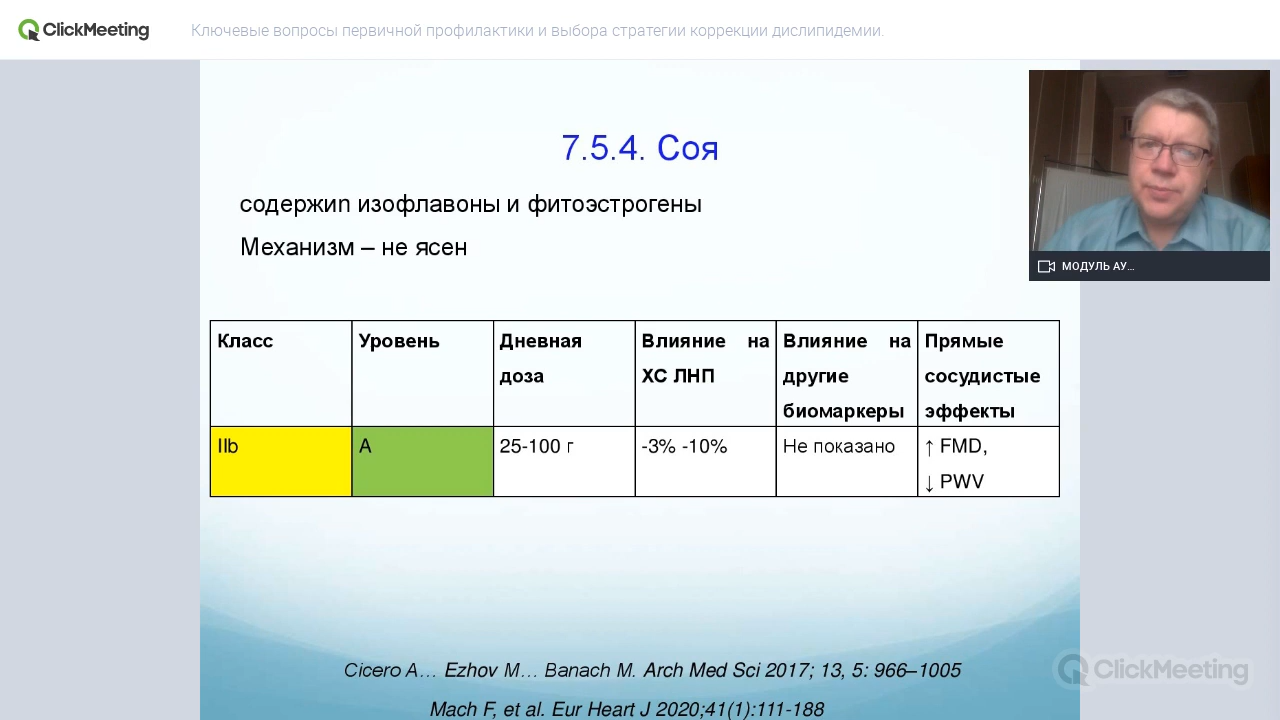 ClickMeeting
Ключевые вопросы первичной профилактики и выбора стратегии коррекции дислипидемии.
7.5.4. Соя
содержиn изофлавоны и фитоэстрогены
Механизм – не ясен
МОДУЛЬ АУ...
Класс
Уровень
Дневная
доза
Влияние на
ХС ЛНП
Влияние на
другие
биомаркеры
Прямые
сосудистые
эффекты
IIb
A
25-100 г
-3% -10%
Не показано
↑ FMD,
↓ PWV
Cicero A… Ezhov M… Banach M. Arch Med Sci 2017; 13, 5: 966–1005
Mach F, et al. Eur Heart J 2020;41(1):111-188
ClickMeeting